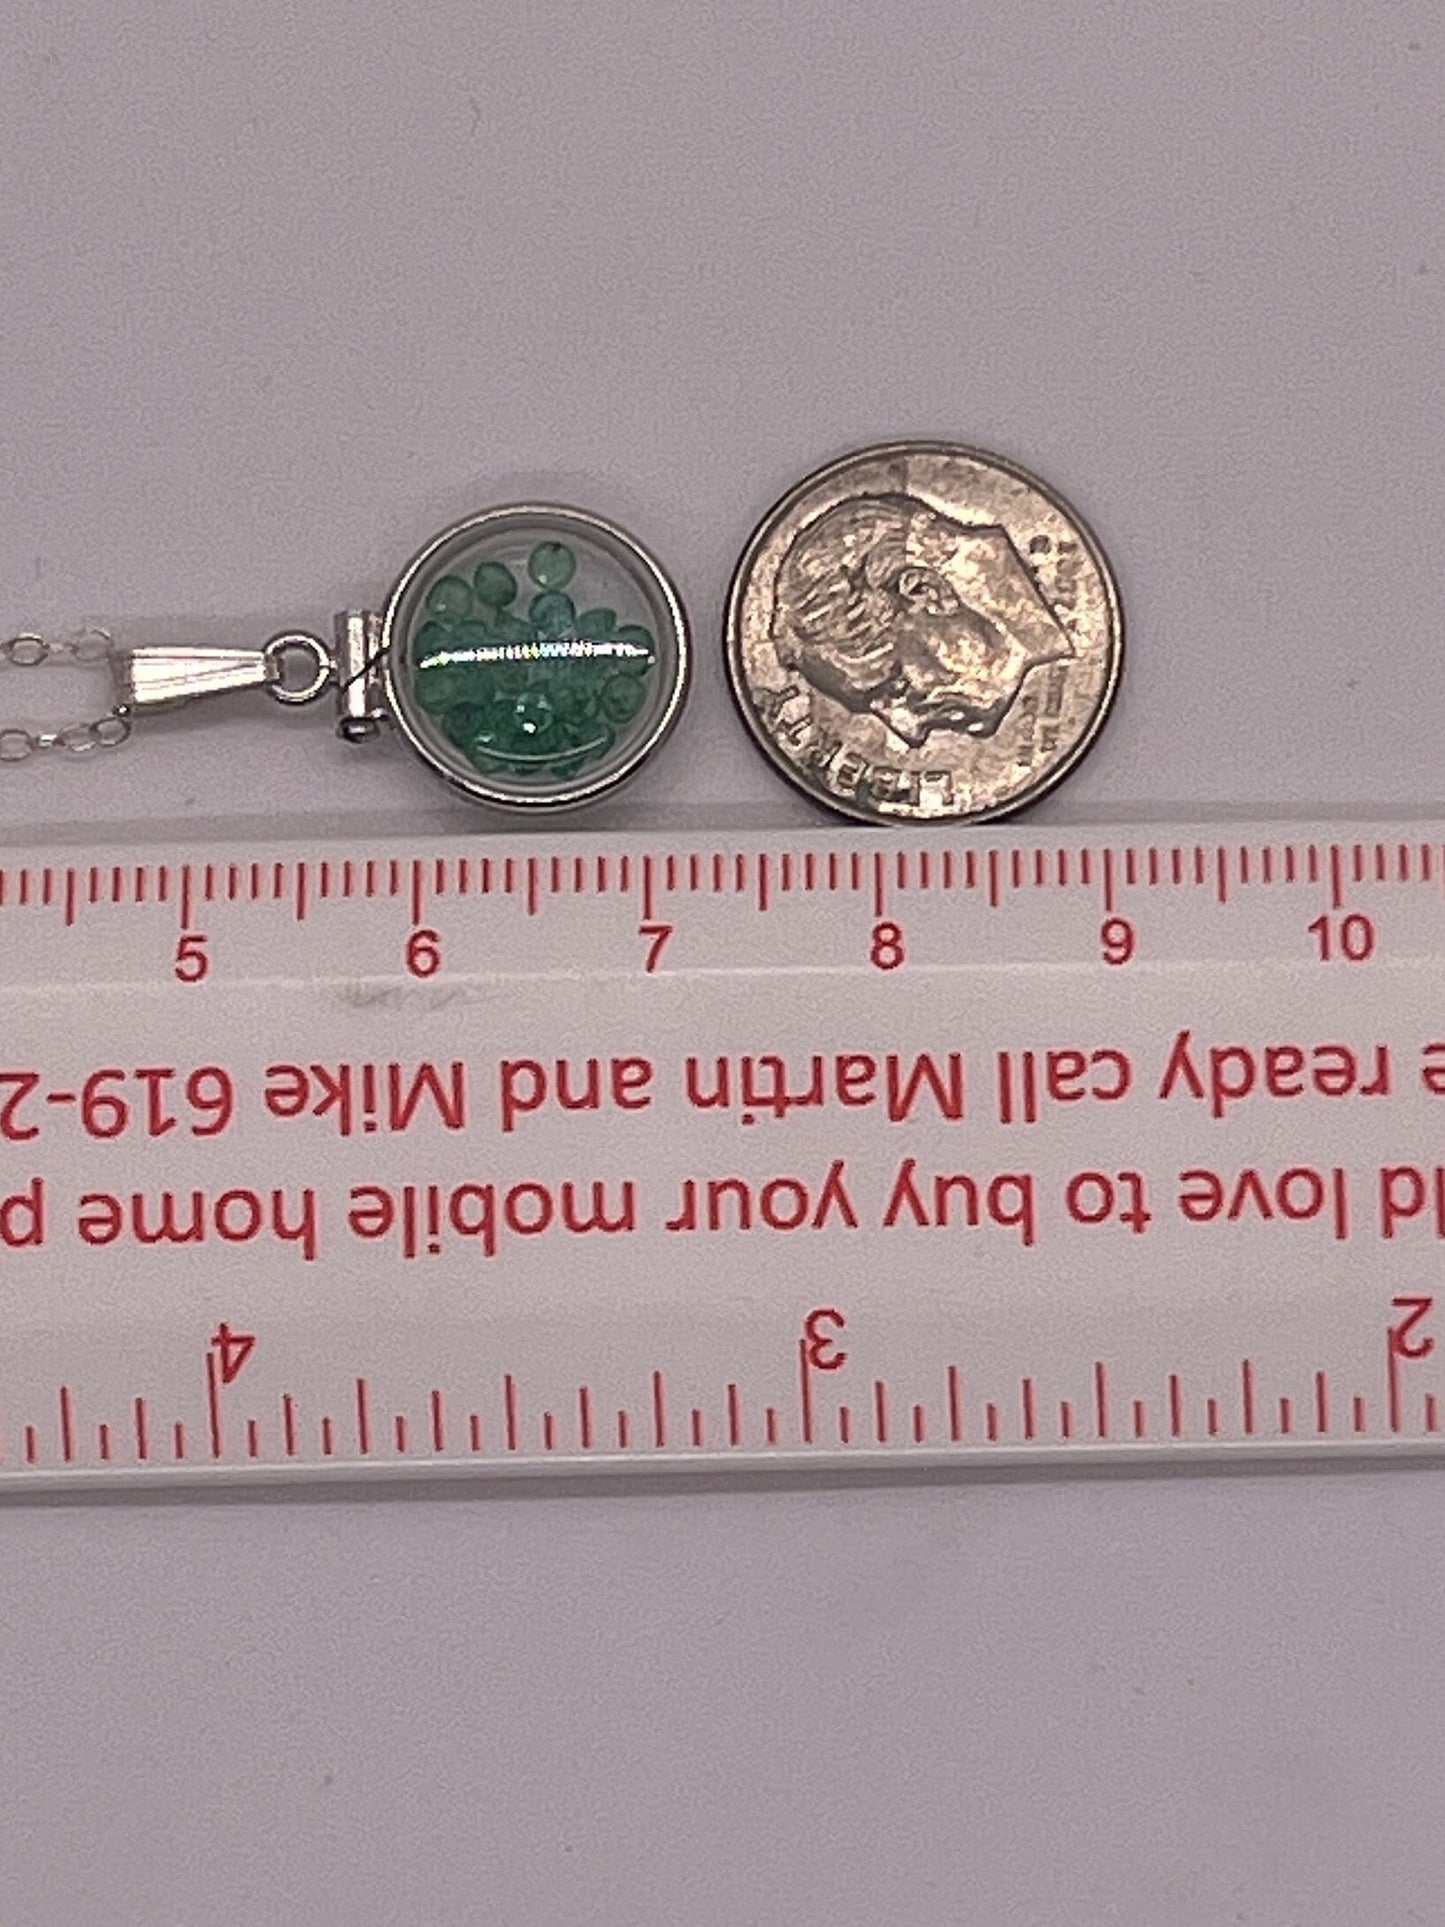 LIBERTY
5 6 7 8 9 10
2 3 4
ld love to buy your mobile home p
e ready call Martin and Mike 619-2